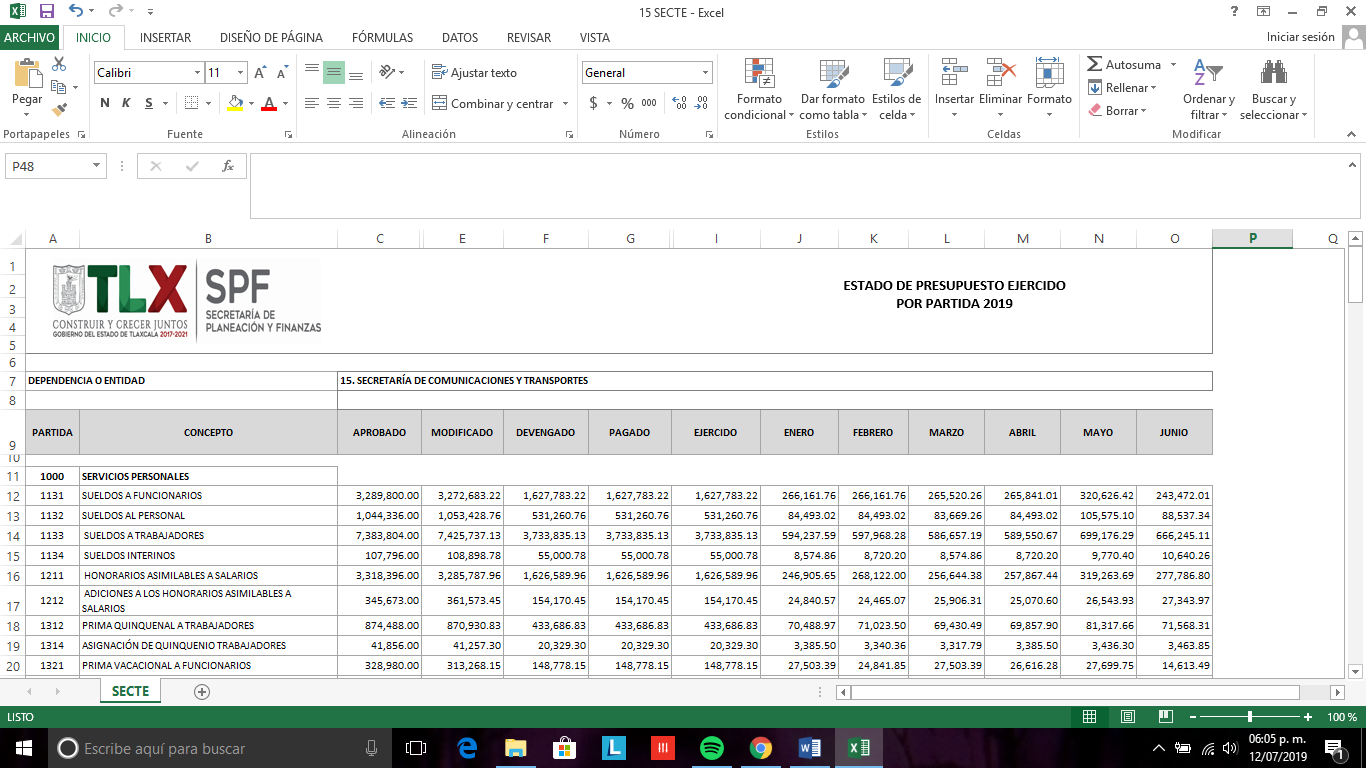 15 SECTE - Excel
ARCHIVO INICIO INSERTAR DISEÑO DE PÁGINA FÓRMULAS DATOS REVISAR VISTA Iniciar sesión
Calibri 11 Ajustar texto General Autosuma
Pegar N K S Combinar y centrar $ % 000 Formato condicional Dar formato como tabla Estilos de celda Insertar Eliminar Formato Rellenar Borrar Ordenar y filtrar Buscar y seleccionar
Portapapeles Fuente Alineación Número Estilos Celdas Modificar
P48 fx
A B C E F G I J K L M N O P Q
1
2 ESTADO DE PRESUPUESTO EJERCIDO
3 POR PARTIDA 2019
4
5
TLX SPF
SECRETARÍA DE
PLANEACIÓN Y FINANZAS
CONSTRUIR Y CRECER JUNTOS
GOBIERNO DEL ESTADO DE TLAXCALA 2017-2021
6
7 DEPENDENCIA O ENTIDAD 15. SECRETARÍA DE COMUNICACIONES Y TRANSPORTES
8
9 PARTIDA CONCEPTO APROBADO MODIFICADO DEVENGADO PAGADO EJERCIDO ENERO FEBRERO MARZO ABRIL MAYO JUNIO
10
11 1000 SERVICIOS PERSONALES
12 1131 SUELDOS A FUNCIONARIOS 3,289,800.00 3,272,683.22 1,627,783.22 1,627,783.22 1,627,783.22 266,161.76 266,161.76 265,520.26 265,841.01 320,626.42 243,472.01
13 1132 SUELDOS AL PERSONAL 1,044,336.00 1,053,428.76 531,260.76 531,260.76 531,260.76 84,493.02 84,493.02 83,669.26 84,493.02 105,575.10 88,537.34
14 1133 SUELDOS A TRABAJADORES 7,383,804.00 7,425,737.13 3,733,835.13 3,733,835.13 3,733,835.13 594,237.59 597,968.28 586,657.19 589,550.67 699,176.29 666,245.11
15 1134 SUELDOS INTERINOS 107,796.00 108,898.78 55,000.78 55,000.78 55,000.78 8,574.86 8,720.20 8,574.86 8,720.20 9,770.40 10,640.26
16 1211 HONORARIOS ASIMILABLES A SALARIOS 3,318,396.00 3,285,787.96 1,626,589.96 1,626,589.96 1,626,589.96 246,905.65 268,122.00 256,644.38 257,867.44 319,263.69 277,786.80
17 1212 ADICIONES A LOS HONORARIOS ASIMILABLES A SALARIOS 345,673.00 361,573.45 154,170.45 154,170.45 154,170.45 24,840.57 24,465.07 25,906.31 25,070.60 26,543.93 27,343.97
18 1312 PRIMA QUINQUENAL A TRABAJADORES 874,488.00 870,930.83 433,686.83 433,686.83 433,686.83 70,488.97 71,023.50 69,430.49 69,857.90 81,317.66 71,568.31
19 1314 ASIGNACIÓN DE QUINQUENIO TRABAJADORES 41,856.00 41,257.30 20,329.30 20,329.30 20,329.30 3,385.50 3,340.36 3,317.79 3,385.50 3,436.30 3,463.85
20 1321 PRIMA VACACIONAL A FUNCIONARIOS 328,980.00 313,268.15 148,778.15 148,778.15 148,778.15 27,503.39 24,841.85 27,503.39 26,616.28 27,699.75 14,613.49
SECTE
LISTO 100 %
Escribe aquí para buscar 06:05 p. m.
12/07/2019
1